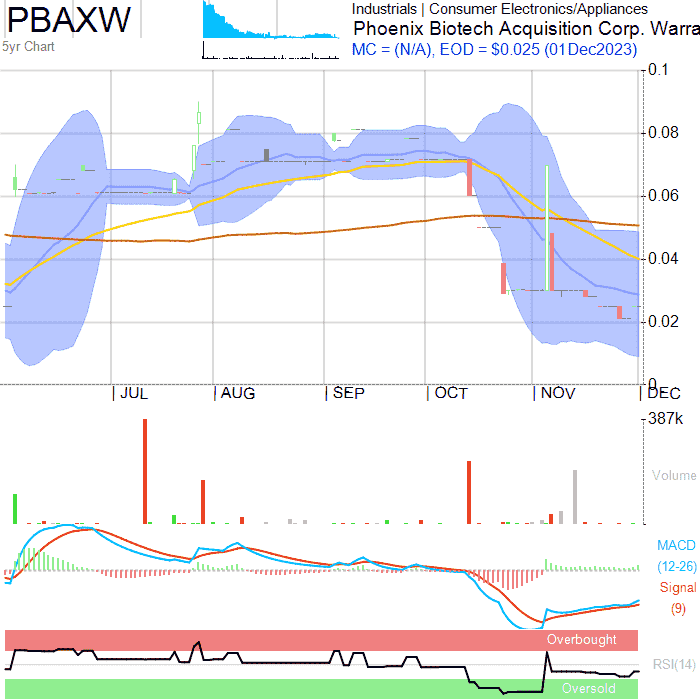 PBAXW
5yr Chart
Industrials | Consumer Electronics/Appliances
Phoenix Biotech Acquisition Corp. Warra
MC = (N/A), EOD = $0.025 (01Dec2023)
0.1
0.08
0.06
0.04
0.02
0
JUL AUG SEP OCT NOV DEC
387k
Volume
MACD
(12-26)
Signal
(9)
Overbought
RSI(14)
Oversold